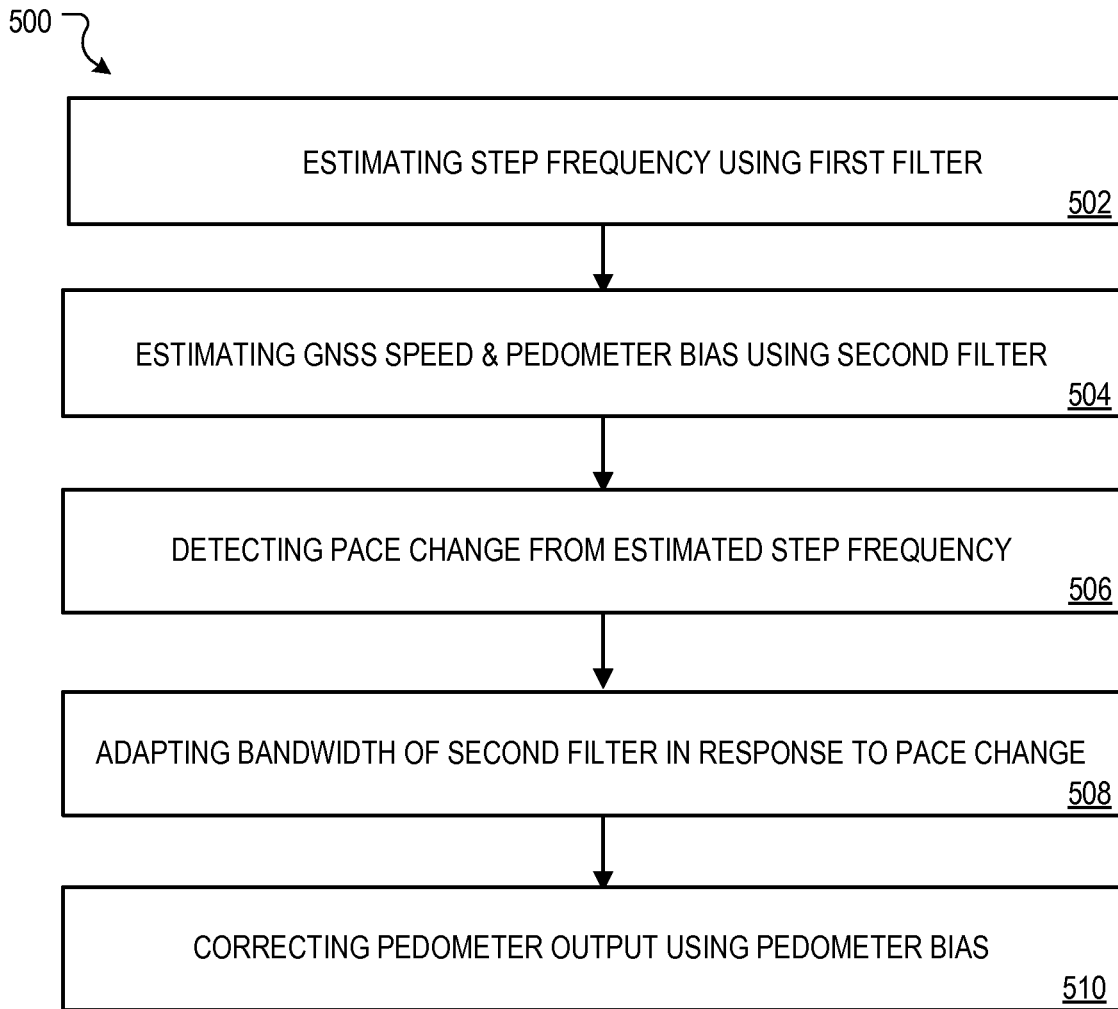 500
ESTIMATING STEP FREQUENCY USING FIRST FILTER
502
ESTIMATING GNSS SPEED & PEDOMETER BIAS USING SECOND FILTER
504
DETECTING PACE CHANGE FROM ESTIMATED STEP FREQUENCY
506
ADAPTING BANDWIDTH OF SECOND FILTER IN RESPONSE TO PACE CHANGE
508
CORRECTING PEDOMETER OUTPUT USING PEDOMETER BIAS
510